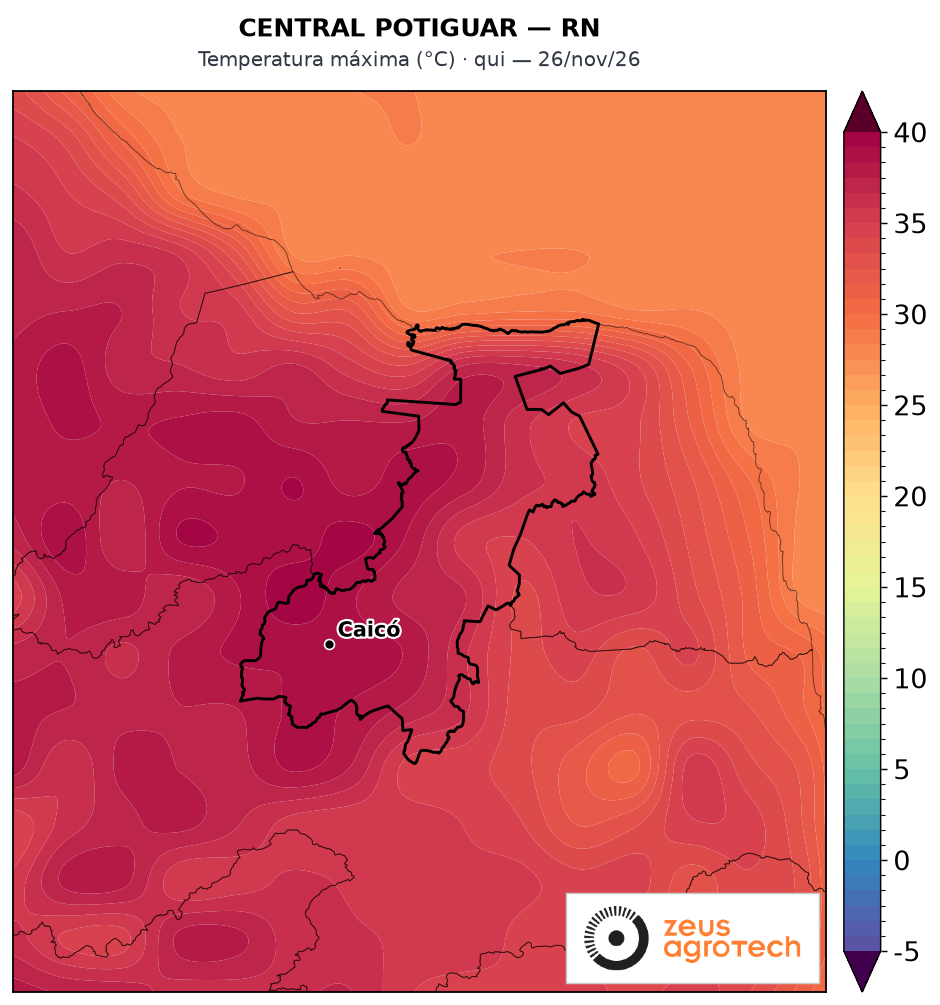 CENTRAL POTIGUAR — RN
Temperatura máxima (°C) · qui — 26/nov/26
40
35
30
25
20
15
10
5
0
-5
Caicó
zeus
agrotech